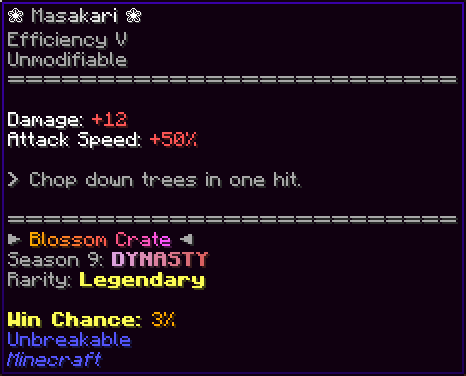 ❀ Masakari ❀
Efficiency V
Unmodifiable
============================
Damage: +12
Attack Speed: +50%
> Chop down trees in one hit.
============================
► Blossom Crate ◄
Season 9: DYNASTY
Rarity: Legendary
Win Chance: 3%
Unbreakable
Minecraft